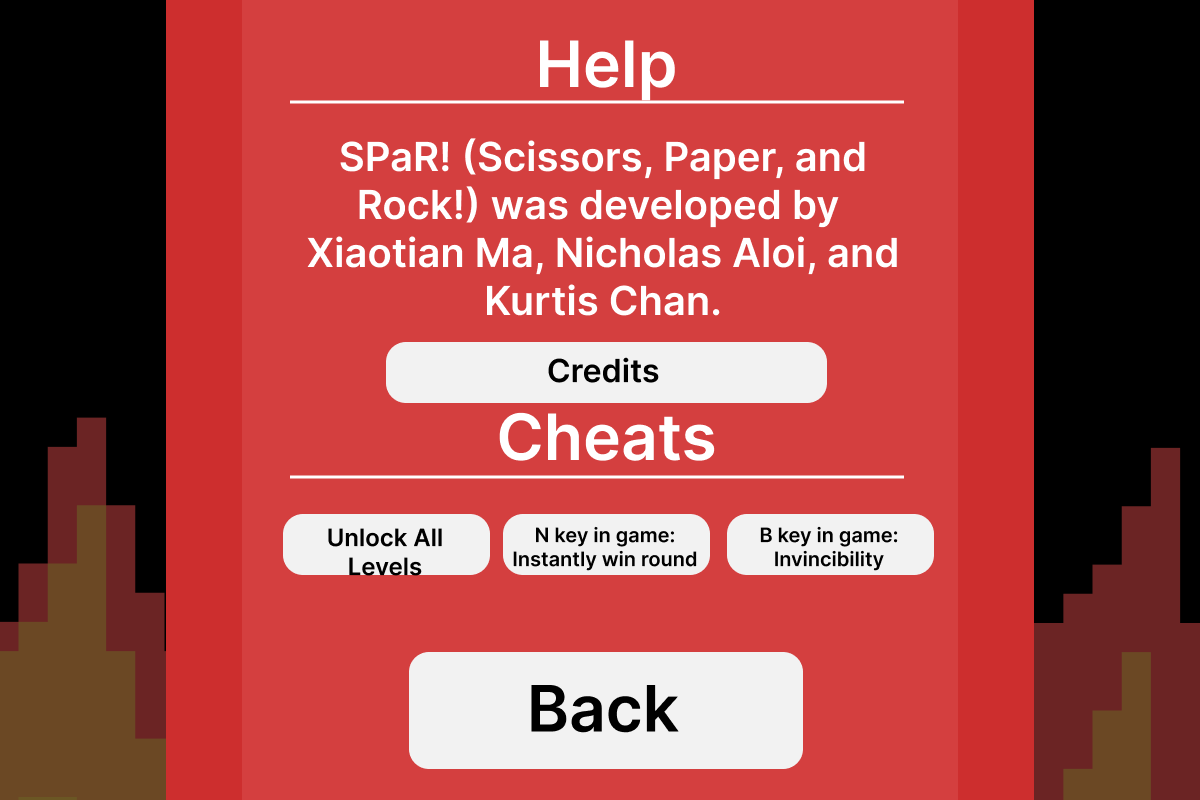 Help
SPaR! (Scissors, Paper, and
Rock!) was developed by
Xiaotian Ma, Nicholas Aloi, and
Kurtis Chan.
Credits
Cheats
Unlock All
Levels
N key in game:
Instantly win round
B key in game:
Invincibility
Back